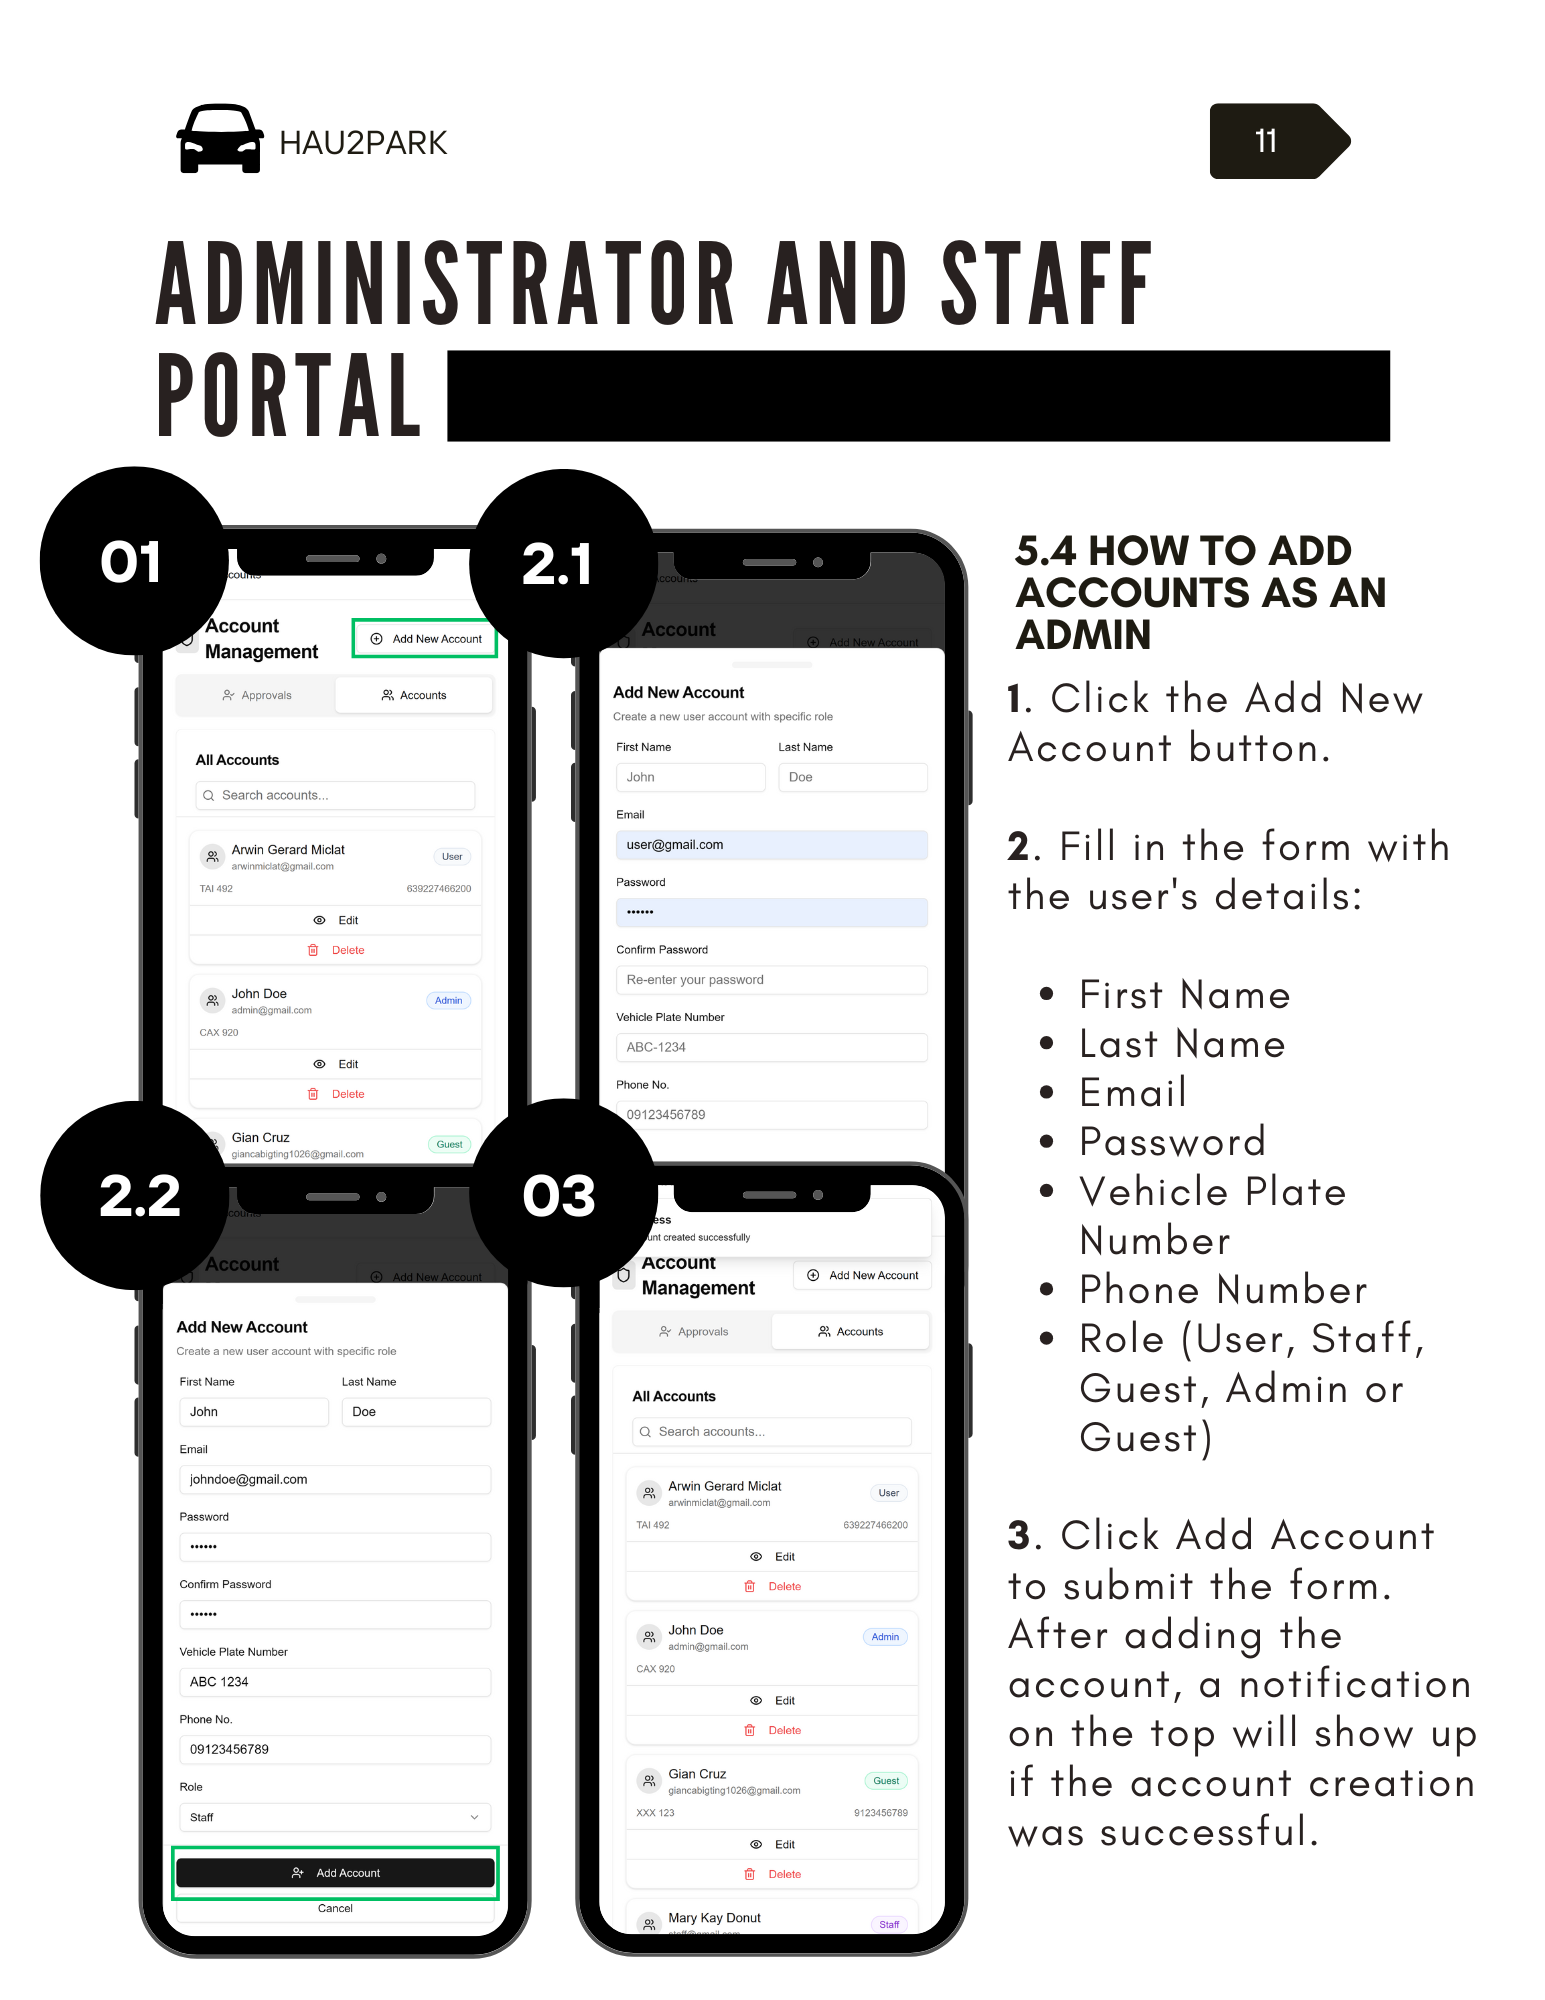 HAU2PARK
11
ADMINISTRATOR AND STAFF
PORTAL
01
Account
Management
Add New Account
Approvals
Accounts
All Accounts
Search accounts...
Arwin Gerard Miclat
User
arwinmiclat@gmail.com
TAI 492
639227466200
Edit
Delete
John Doe
Admin
admin@gmail.com
CAX 920
Edit
Delete
Gian Cruz
Guest
giancabigting1026@gmail.com
2.1
Account
Add New Account
Add New Account
Create a new user account with specific role
First Name
Last Name
John
Doe
Email
user@gmail.com
Password
••••••
Confirm Password
Re-enter your password
Vehicle Plate Number
ABC-1234
Phone No.
09123456789
2.2
Account
Add New Account
Add New Account
Create a new user account with specific role
First Name
Last Name
John
Doe
Email
johndoe@gmail.com
Password
••••••
Confirm Password
••••••
Vehicle Plate Number
ABC 1234
Phone No.
09123456789
Role
Staff
Add Account
Cancel
03
created successfully
Account
Management
Add New Account
Approvals
Accounts
All Accounts
Search accounts...
Arwin Gerard Miclat
User
arwinmiclat@gmail.com
TAI 492
639227466200
Edit
Delete
John Doe
Admin
admin@gmail.com
CAX 920
Edit
Delete
Gian Cruz
Guest
giancabigting1026@gmail.com
XXX 123
9123456789
Edit
Delete
Mary Kay Donut
Staff
5.4 HOW TO ADD
ACCOUNTS AS AN
ADMIN
1. Click the Add New
Account button.
2. Fill in the form with
the user's details:
• First Name
• Last Name
• Email
• Password
• Vehicle Plate
Number
• Phone Number
• Role (User, Staff,
Guest, Admin or
Guest)
3. Click Add Account
to submit the form.
After adding the
account, a notification
on the top will show up
if the account creation
was successful.